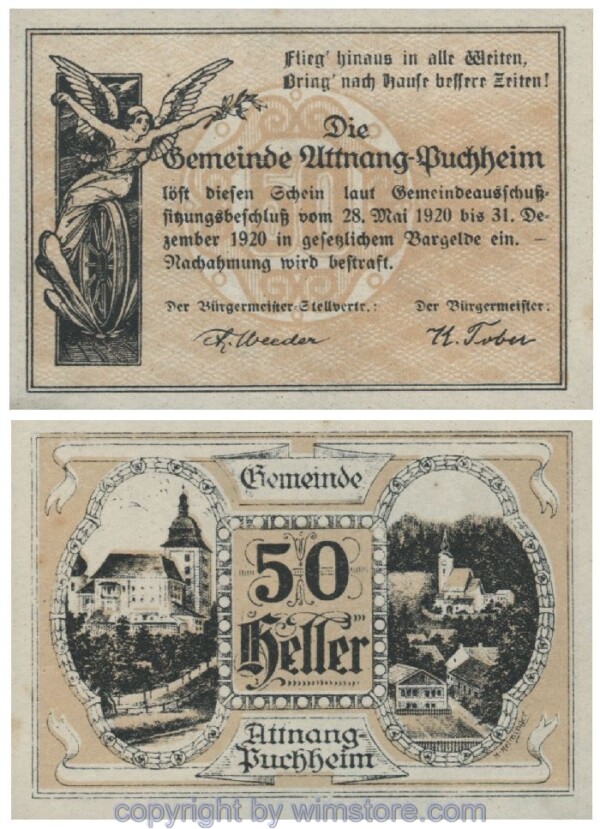 Flieg' hinaus in alle Weiten,
Bring' nach Hause bessere Zeiten!
Die
Gemeinde Attnang-Puchheim
löst diesen Schein laut Gemeindeausschuß-
sitzungsbeschluß vom 28. Mai 1920 bis 31. De-
zember 1920 in gesetzlichem Bargelde ein. —
Nachahmung wird bestraft.
Der Bürgermeister-Stellvertr.: Der Bürgermeister:
50
Gemeinde
50
Heller
Attnang-
Puchheim
copyright by wimstore.com